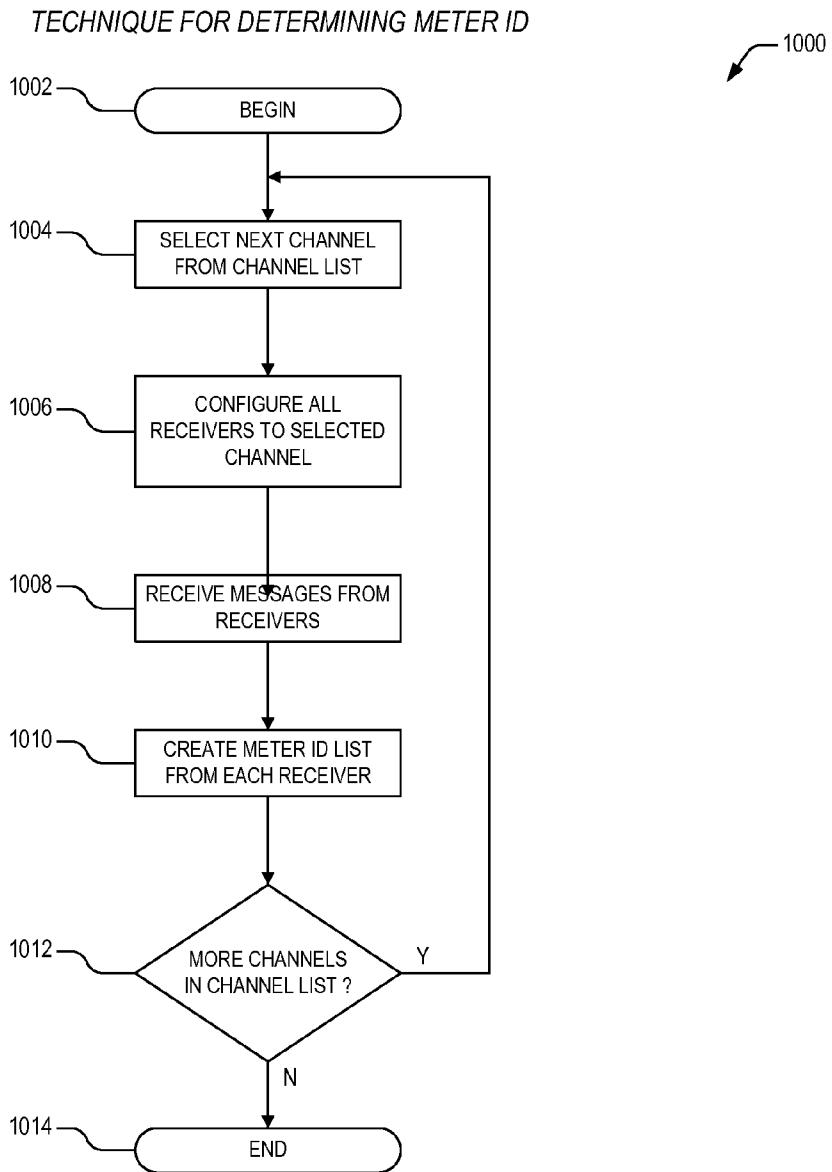 TECHNIQUE FOR DETERMINING METER ID
1000
1002
BEGIN
1004
SELECT NEXT CHANNEL
FROM CHANNEL LIST
1006
CONFIGURE ALL
RECEIVERS TO SELECTED
CHANNEL
1008
RECEIVE MESSAGES FROM
RECEIVERS
1010
CREATE METER ID LIST
FROM EACH RECEIVER
1012
MORE CHANNELS
IN CHANNEL LIST ?
Y
N
1014
END